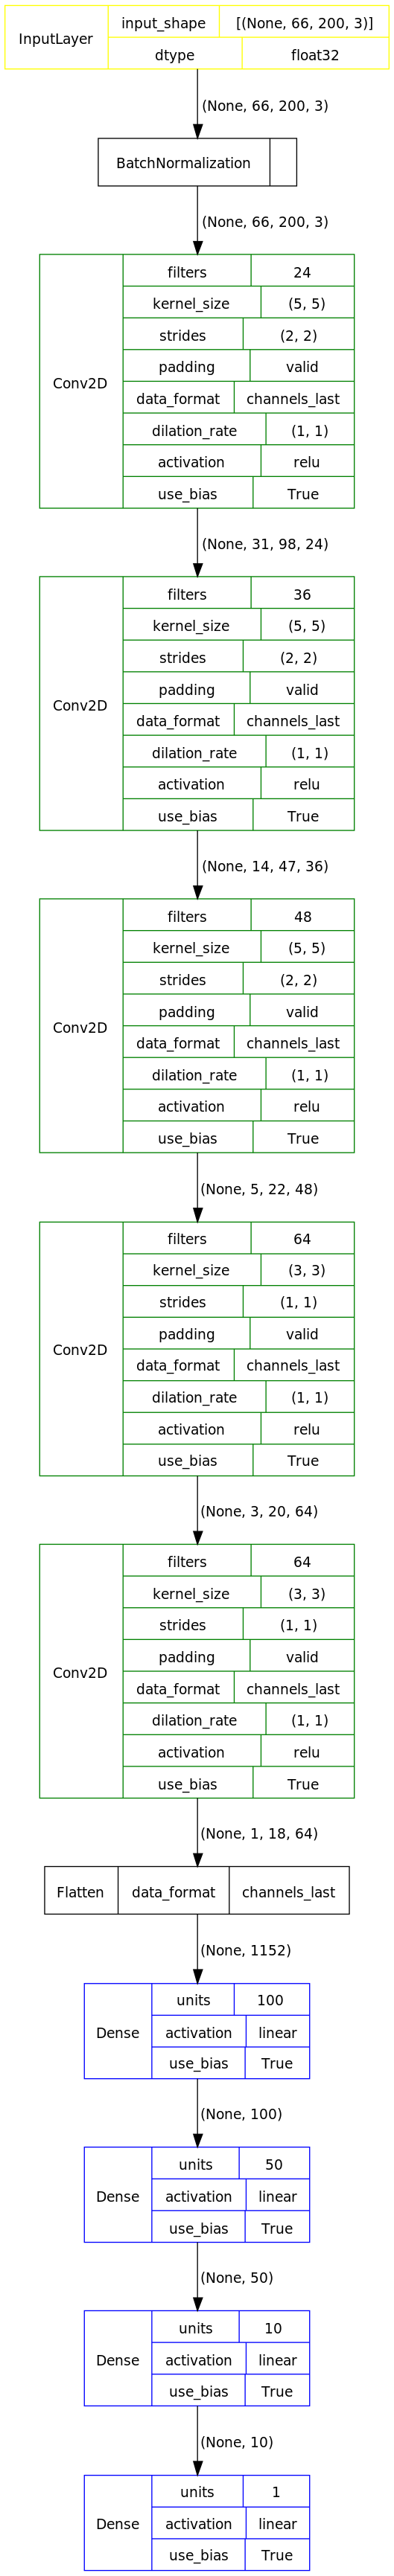 InputLayer
input_shape [(None, 66, 200, 3)]
dtype float32
(None, 66, 200, 3)
BatchNormalization
(None, 66, 200, 3)
Conv2D
filters 24
kernel_size (5, 5)
strides (2, 2)
padding valid
data_format channels_last
dilation_rate (1, 1)
activation relu
use_bias True
(None, 31, 98, 24)
Conv2D
filters 36
kernel_size (5, 5)
strides (2, 2)
padding valid
data_format channels_last
dilation_rate (1, 1)
activation relu
use_bias True
(None, 14, 47, 36)
Conv2D
filters 48
kernel_size (5, 5)
strides (2, 2)
padding valid
data_format channels_last
dilation_rate (1, 1)
activation relu
use_bias True
(None, 5, 22, 48)
Conv2D
filters 64
kernel_size (3, 3)
strides (1, 1)
padding valid
data_format channels_last
dilation_rate (1, 1)
activation relu
use_bias True
(None, 3, 20, 64)
Conv2D
filters 64
kernel_size (3, 3)
strides (1, 1)
padding valid
data_format channels_last
dilation_rate (1, 1)
activation relu
use_bias True
(None, 1, 18, 64)
Flatten data_format channels_last
(None, 1152)
Dense
units 100
activation linear
use_bias True
(None, 100)
Dense
units 50
activation linear
use_bias True
(None, 50)
Dense
units 10
activation linear
use_bias True
(None, 10)
Dense
units 1
activation linear
use_bias True